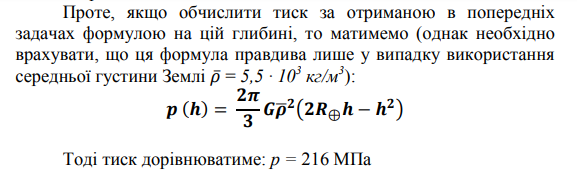 Проте, якщо обчислити тиск за отриманою в попередніх
задачах формулою на цій глибині, то матимемо (однак необхідно
врахувати, що ця формула правдива лише у випадку використання
середньої густини Землі ρ̄ = 5,5 · 10³ кг/м³):
p (h) = 2π/3 Gρ̄²(2R⊕h − h²)
Тоді тиск дорівнюватиме: p = 216 МПа